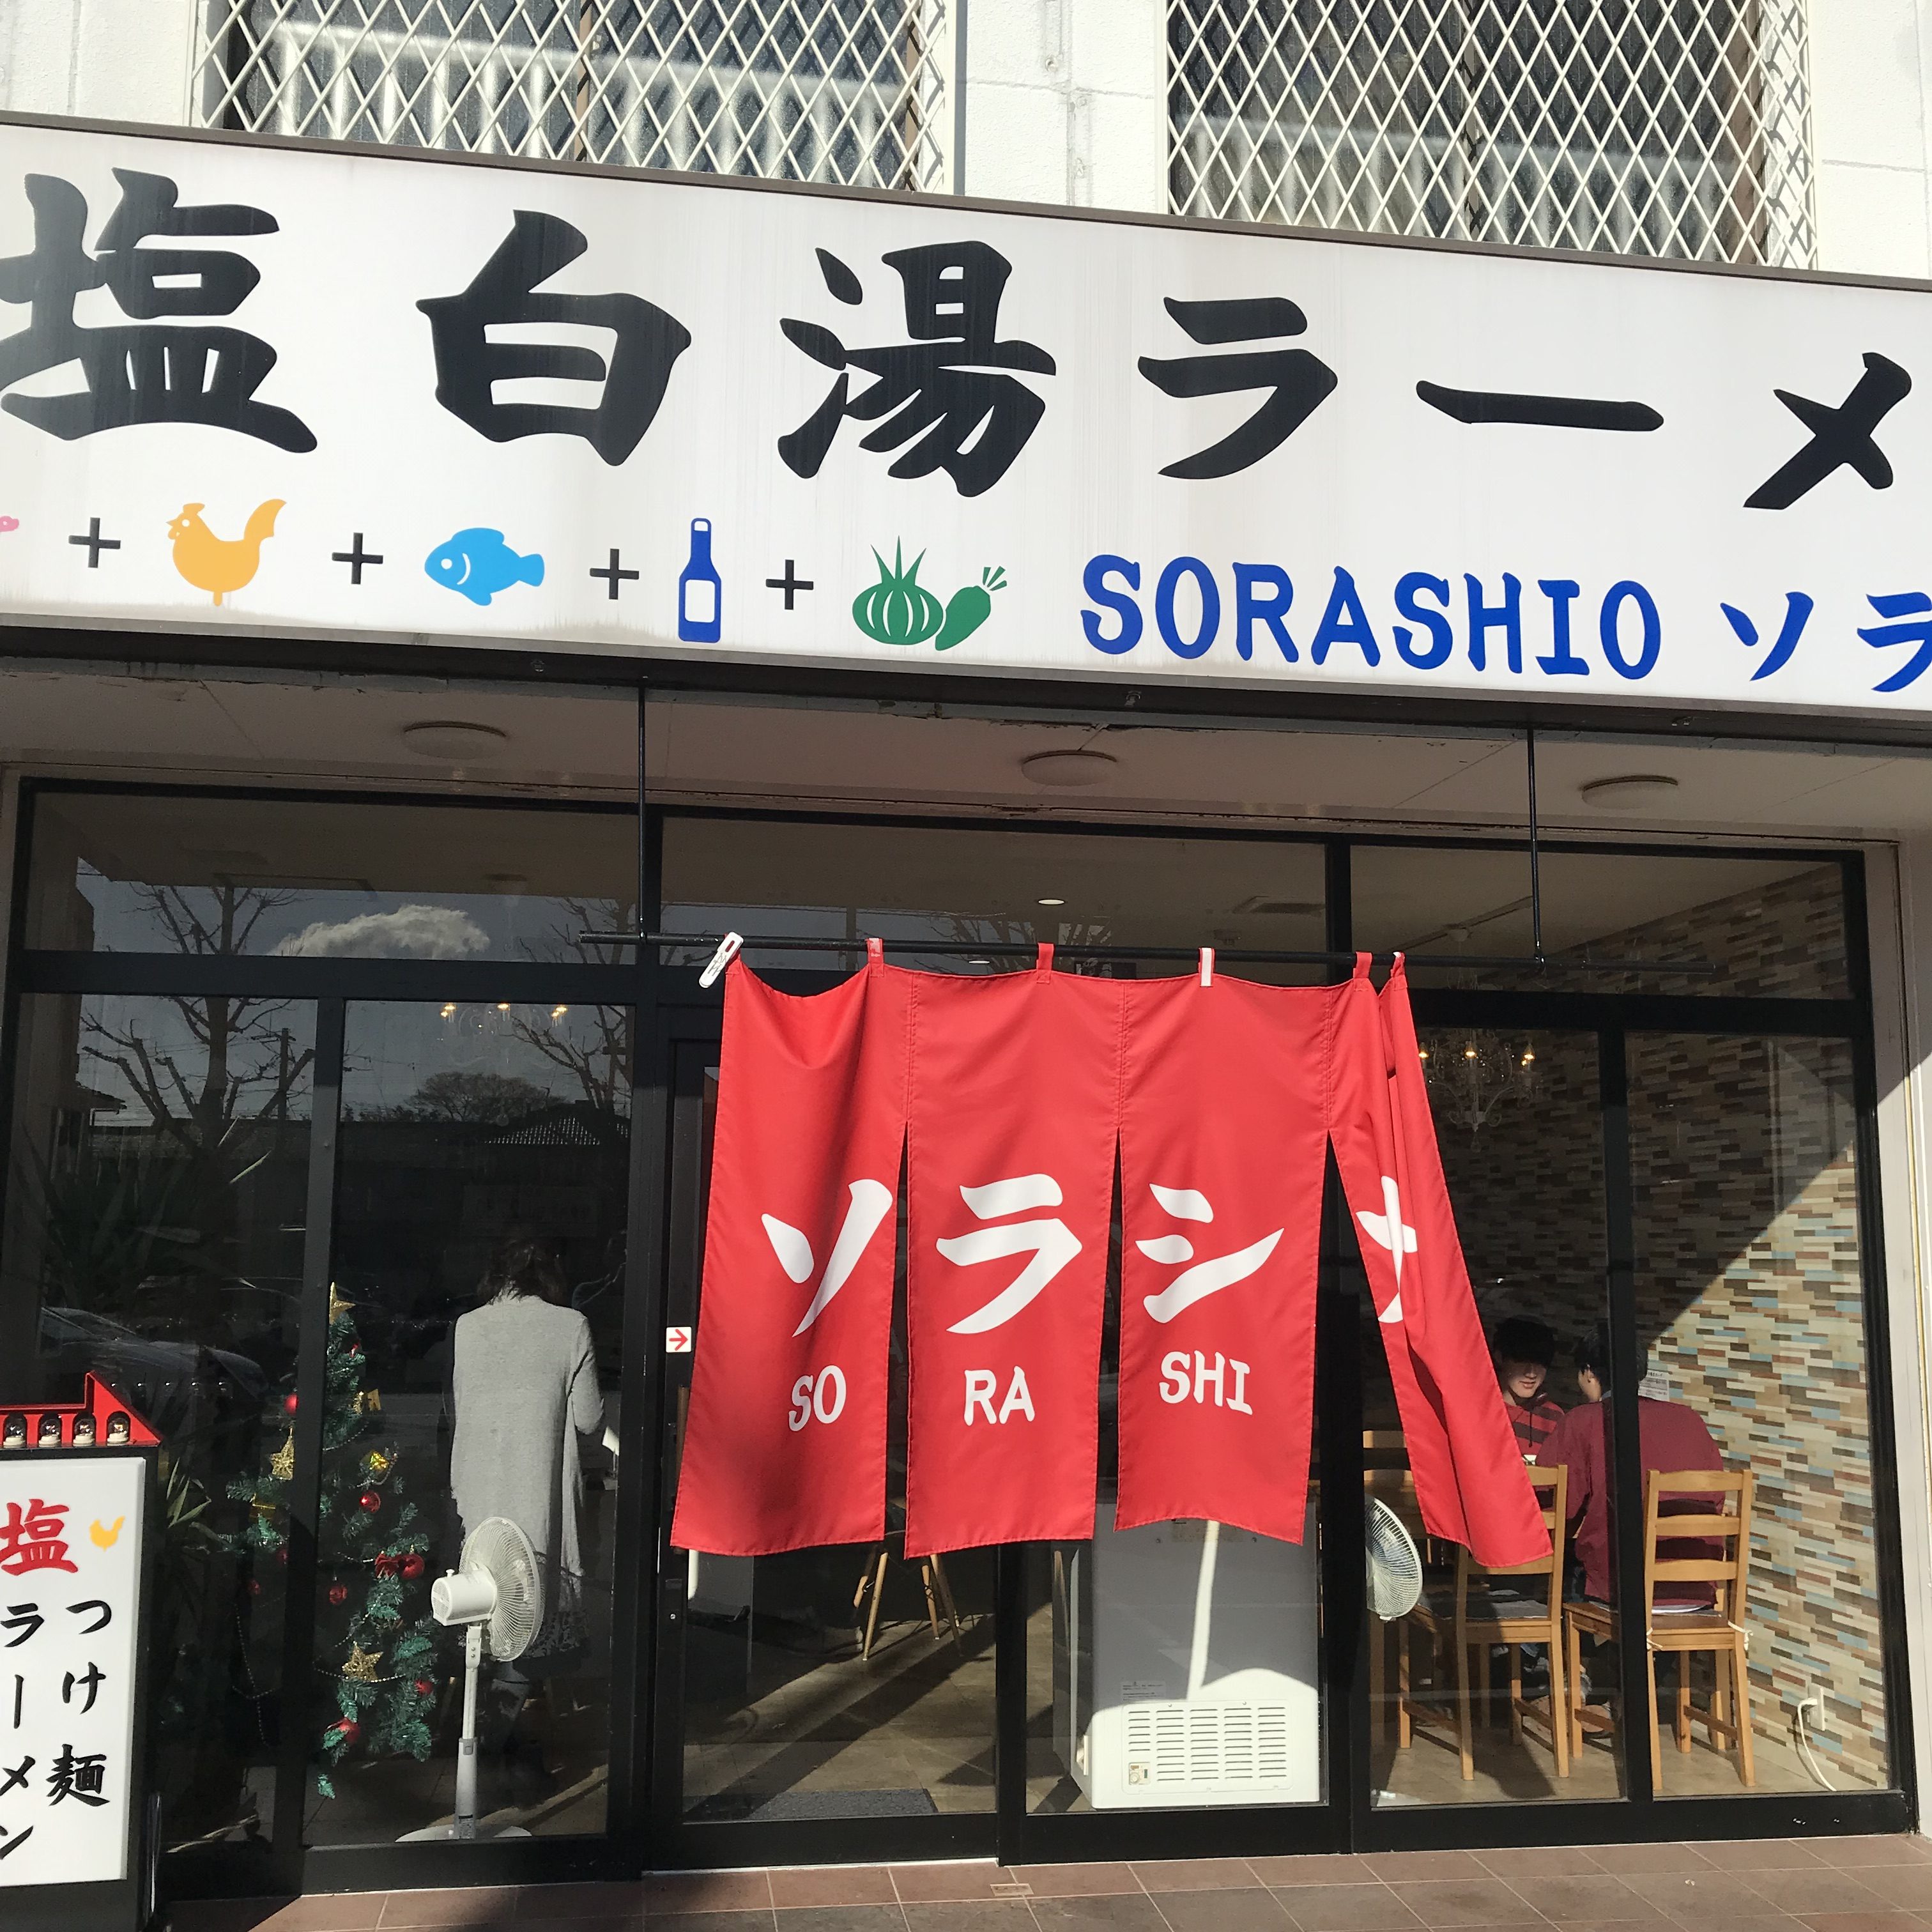 塩白湯ラーメ
SORASHIO ソラ
ソ ラ シ オ
SO RA SHI
塩
つけ麺
ラーメン